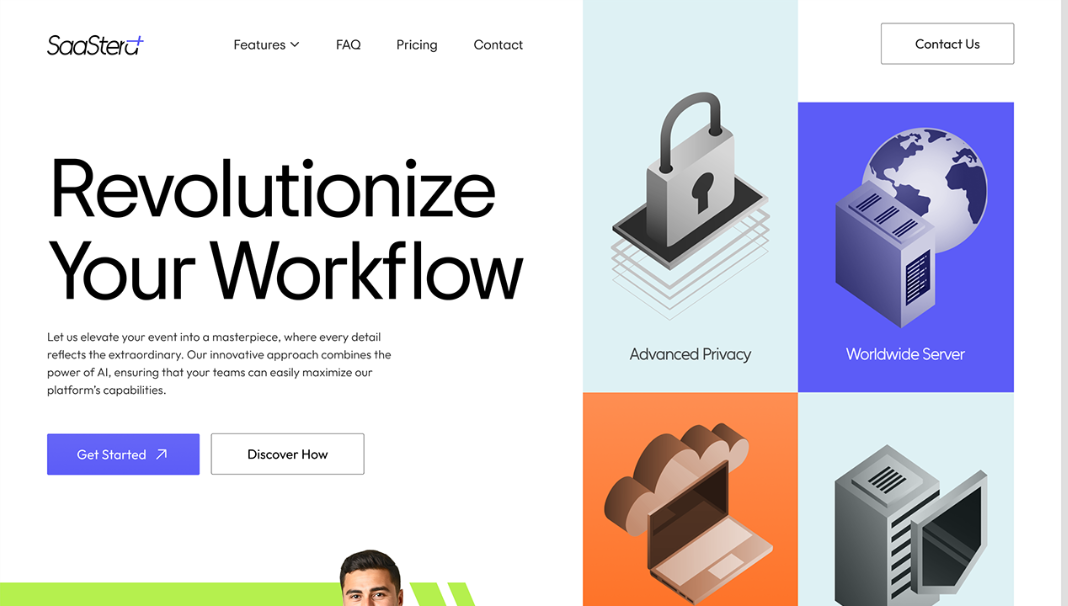 SaaStera
Features
FAQ
Pricing
Contact
Contact Us
Revolutionize
Your Workflow
Let us elevate your event into a masterpiece, where every detail
reflects the extraordinary. Our innovative approach combines the
power of AI, ensuring that your teams can easily maximize our
platform's capabilities.
Get Started
Discover How
Advanced Privacy
Worldwide Server